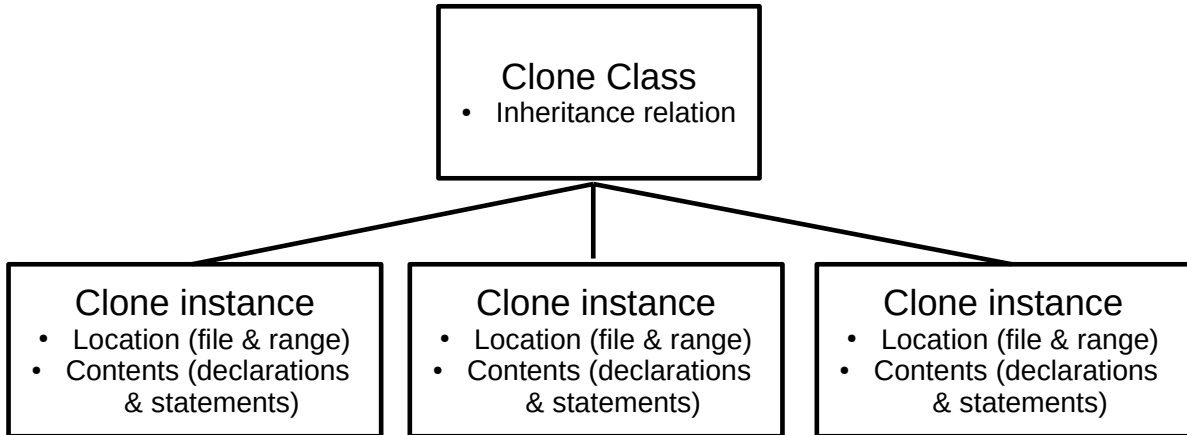 Clone Class
• Inheritance relation
Clone instance
• Location (file & range)
• Contents (declarations
& statements)
Clone instance
• Location (file & range)
• Contents (declarations
& statements)
Clone instance
• Location (file & range)
• Contents (declarations
& statements)